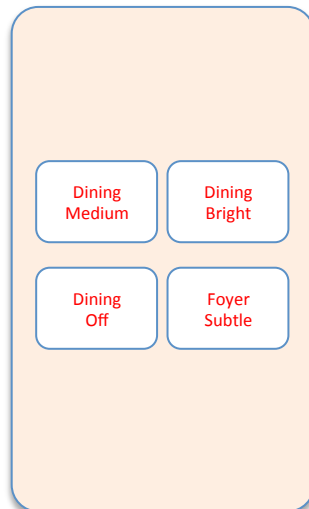 Dining
Medium
Dining
Bright
Dining
Off
Foyer
Subtle